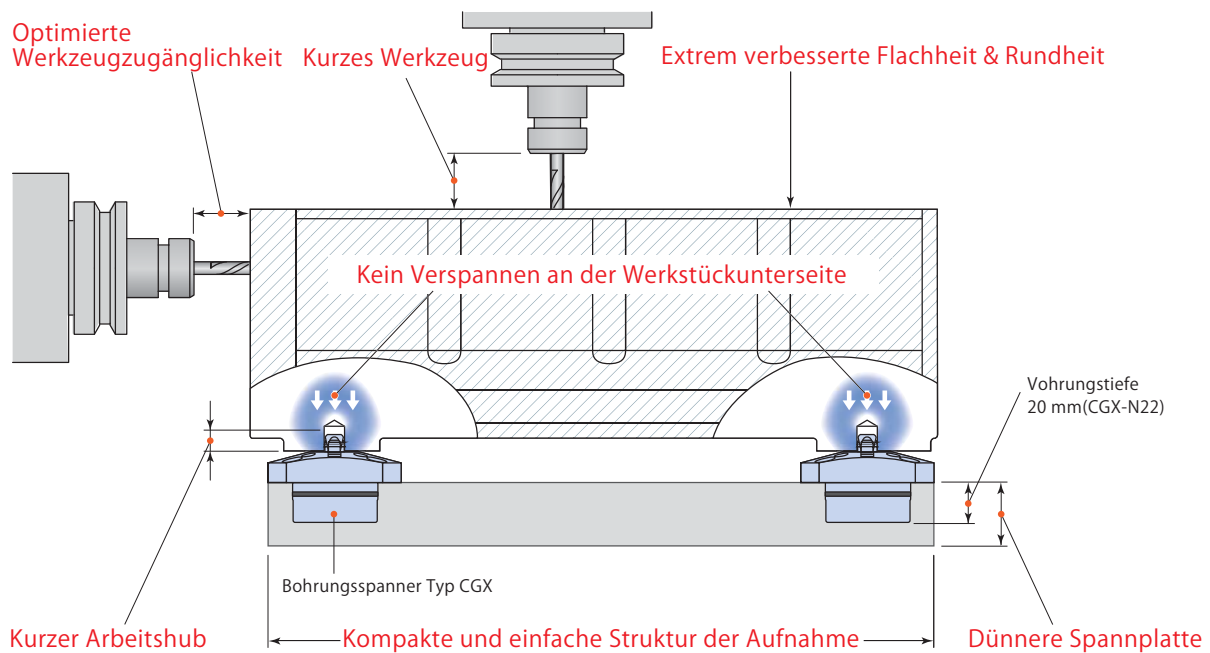 Optimierte
Werkzeugzugänglichkeit
Kurzes Werkzeug
Extrem verbesserte Flachheit & Rundheit
Kein Verspannen an der Werkstückunterseite
Vohrungstiefe
20 mm(CGX-N22)
Bohrungsspanner Typ CGX
Kurzer Arbeitshub
Kompakte und einfache Struktur der Aufnahme
Dünnere Spannplatte